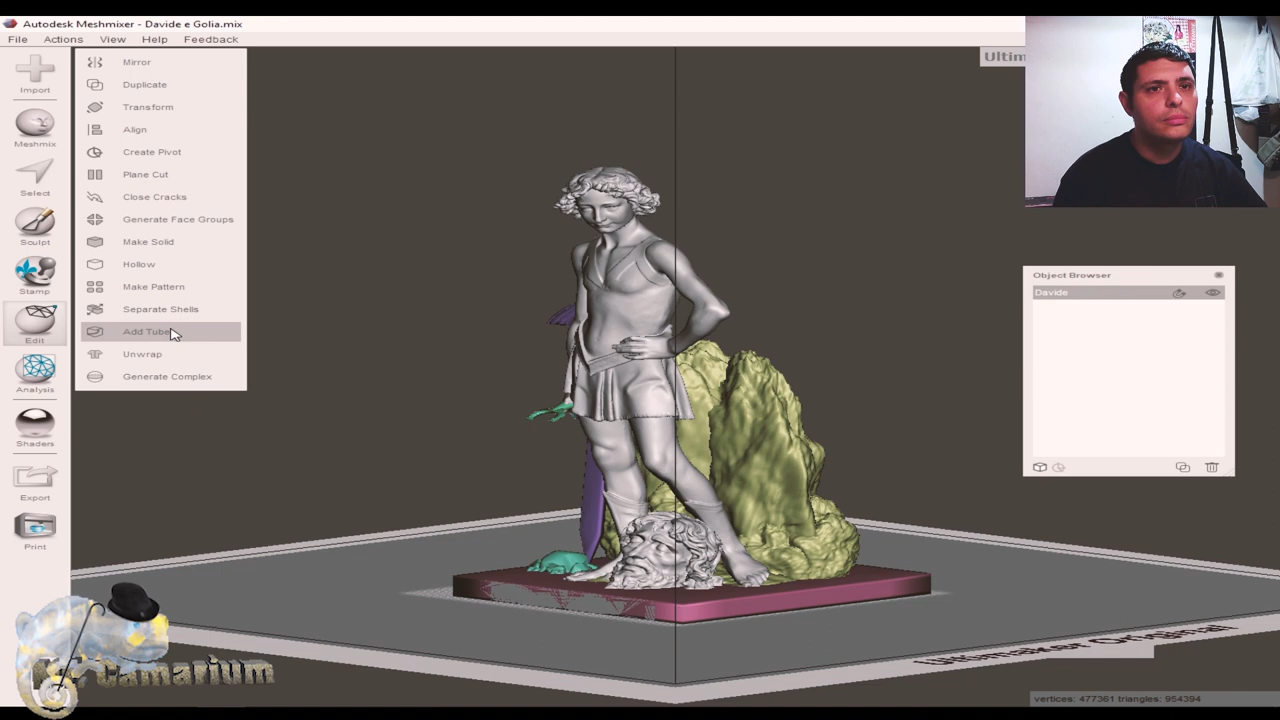 Autodesk Meshmixer - Davide e Golia.mix
File Actions View Help Feedback
Import
Meshmix
Select
Sculpt
Stamp
Edit
Analysis
Shaders
Export
Print
Mirror
Duplicate
Transform
Align
Create Pivot
Plane Cut
Close Cracks
Generate Face Groups
Make Solid
Hollow
Make Pattern
Separate Shells
Add Tube
Unwrap
Generate Complex
Ultim
Object Browser
Davide
Ultimaker Original
Camarium
vertices: 477361 triangles: 954394